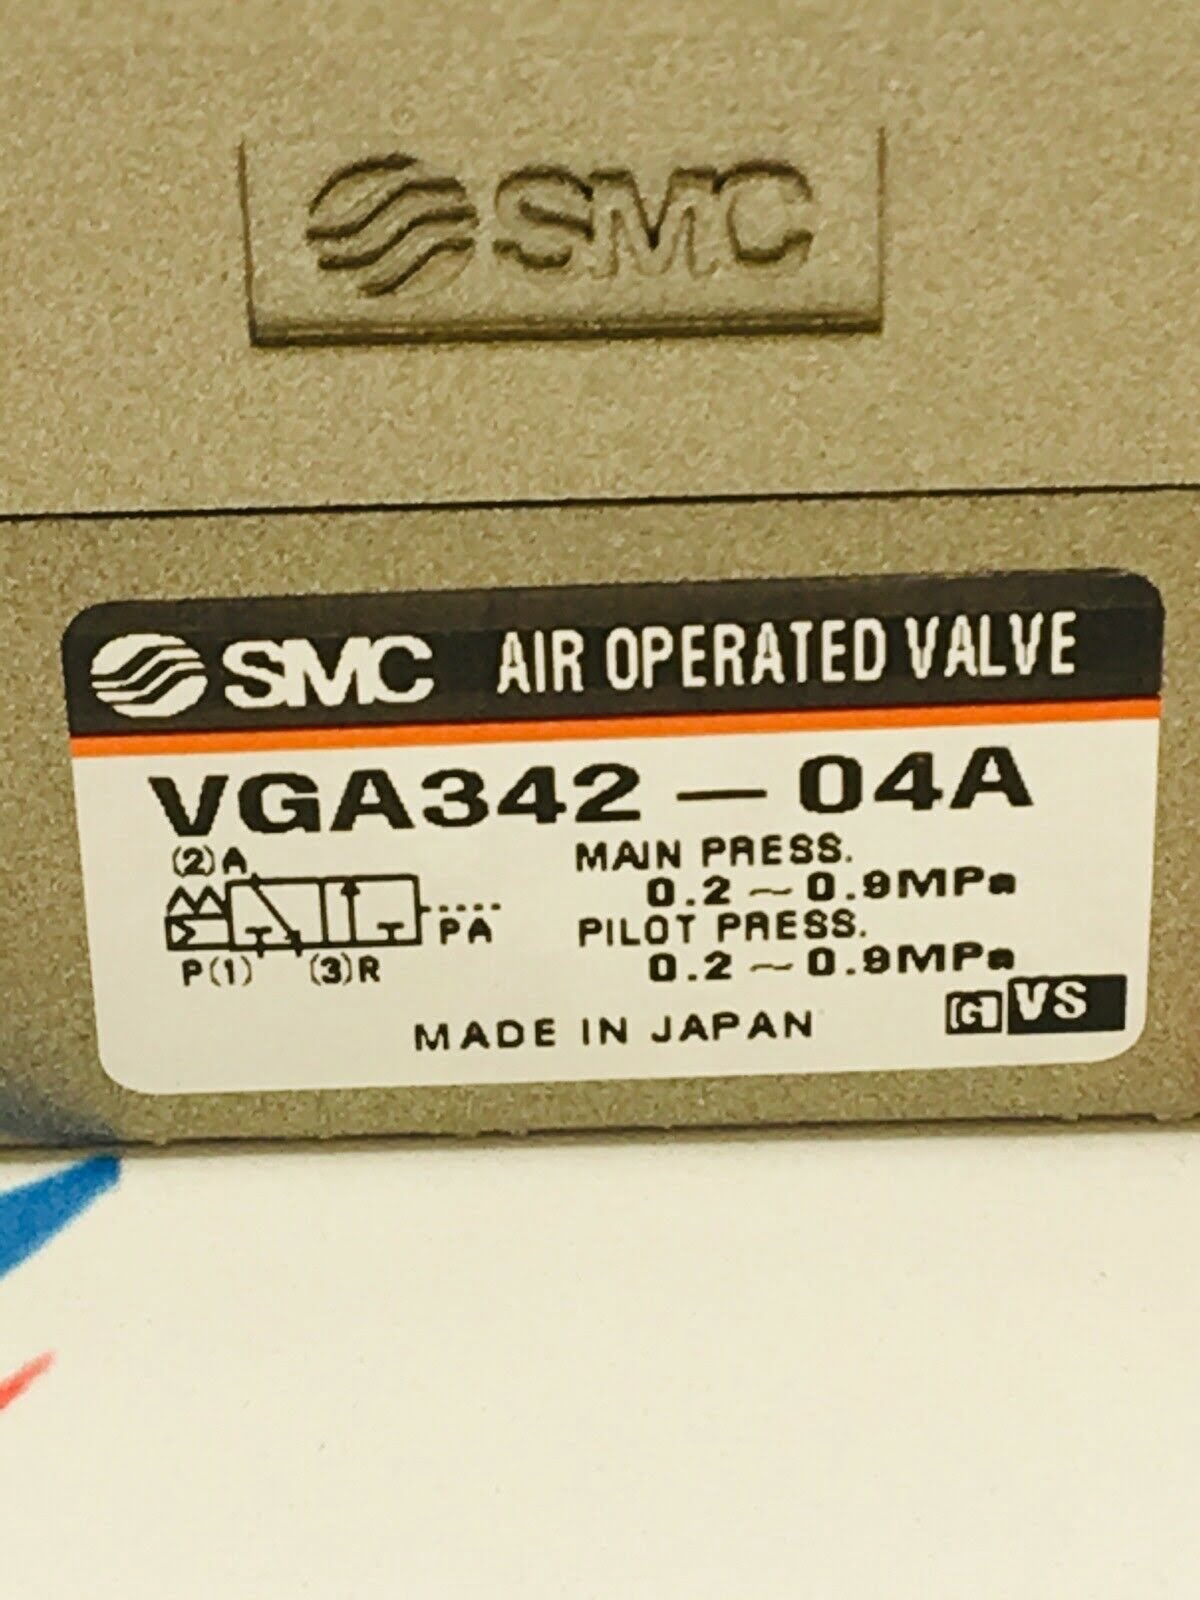 SMC
SMC AIR OPERATED VALVE
VGA342-04A
(2)A
MAIN PRESS.
0.2~0.9MPa
PILOT PRESS.
0.2~0.9MPa
PA
P(1) (3)R
MADE IN JAPAN
[G] VS